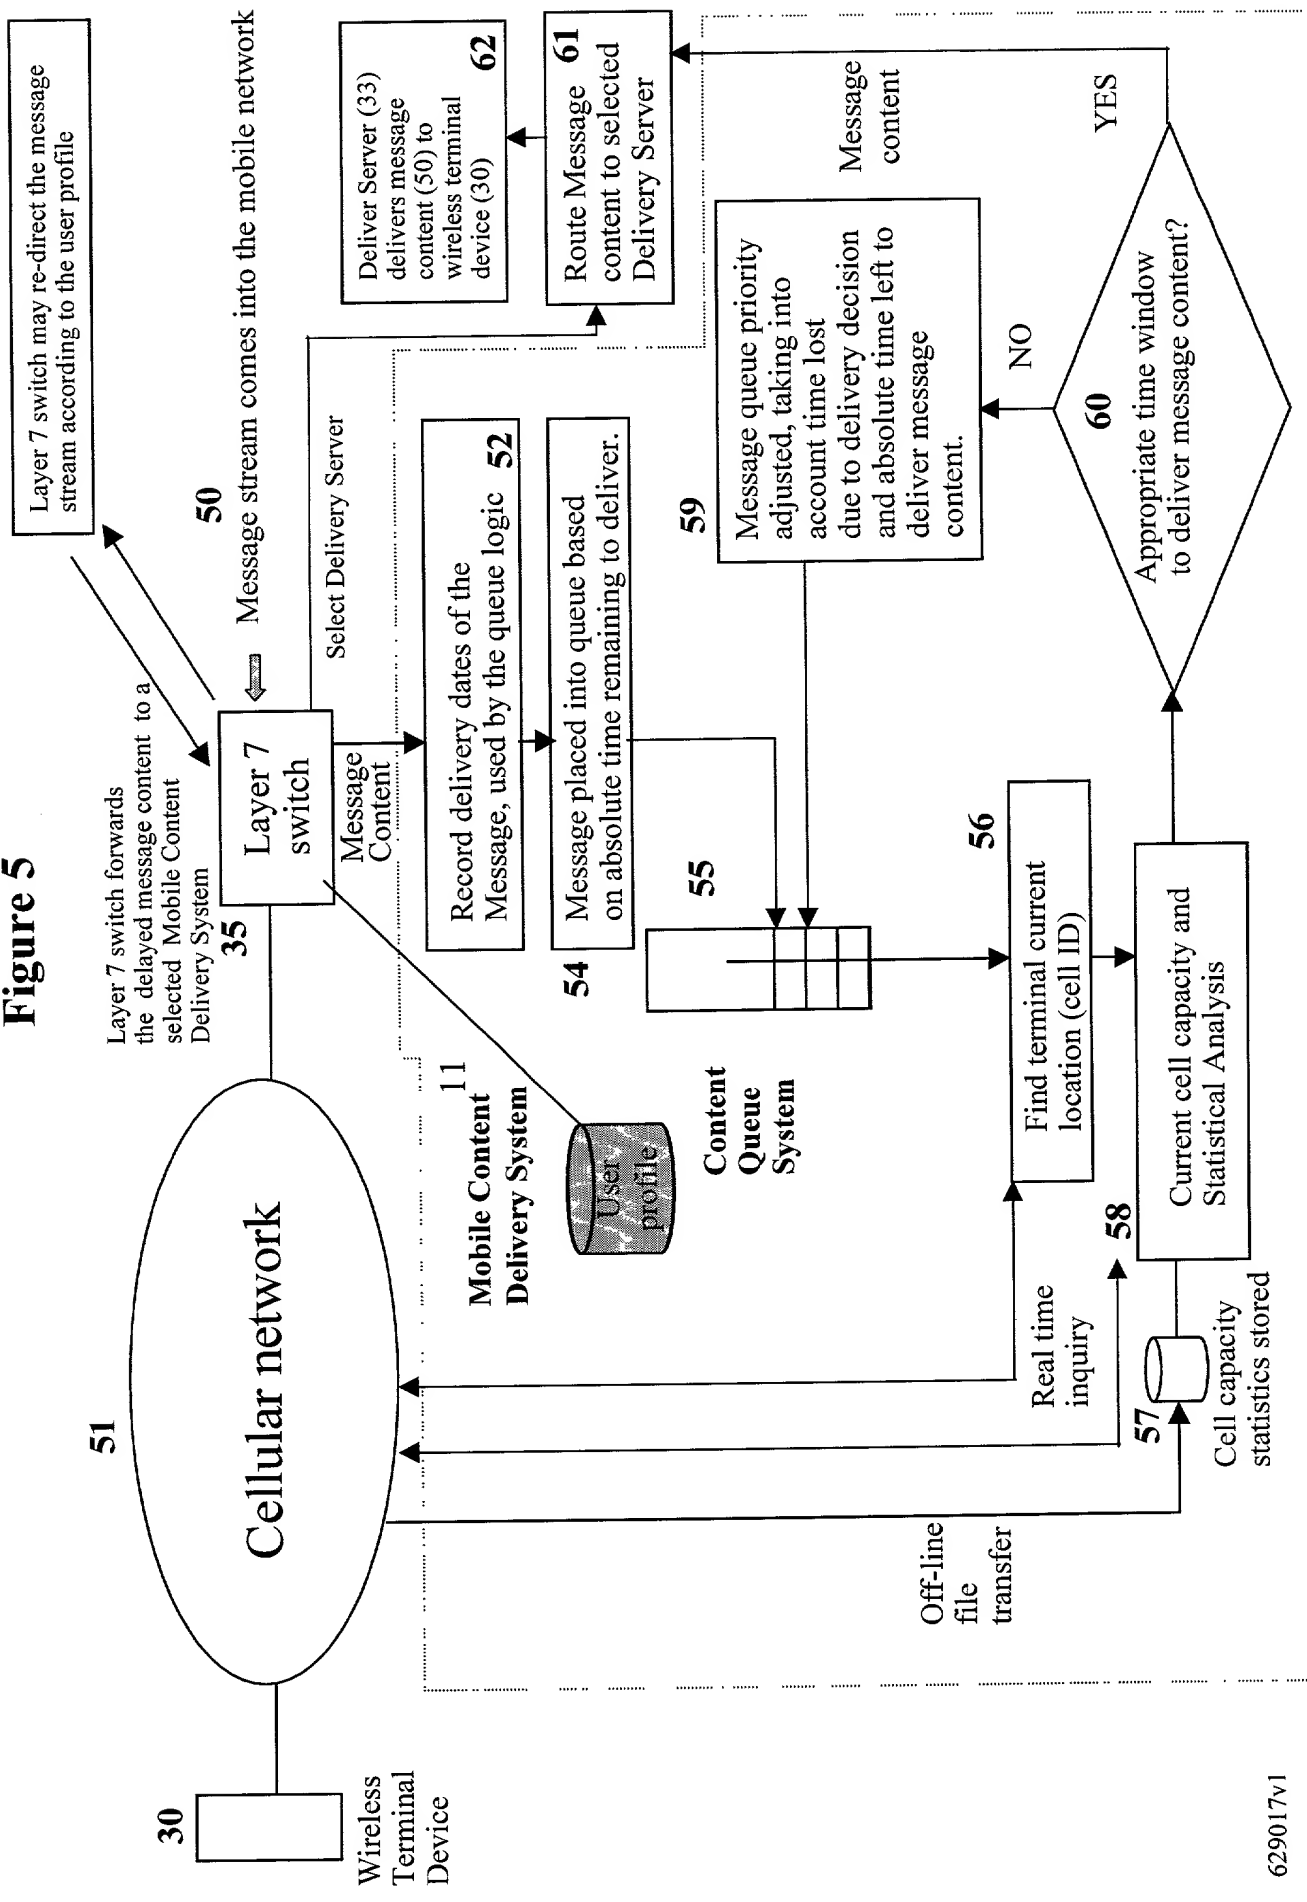 Figure 5
Layer 7 switch may re-direct the message
stream according to the user profile
Layer 7 switch forwards
the delayed message content to a
selected Mobile Content
Delivery System
50
Message stream comes into the mobile network
51
Cellular network
30
Wireless
Terminal
Device
35
Layer 7
switch
Select Delivery Server
Message
Content
Deliver Server (33)
delivers message
content (50) to
wireless terminal
device (30)
62
Route Message 61
content to selected
Delivery Server
11
Mobile Content
Delivery System
User
profile
Record delivery dates of the
Message, used by the queue logic 52
54
Message placed into queue based
on absolute time remaining to deliver.
Content
Queue
System
55
59
Message queue priority
adjusted, taking into
account time lost
due to delivery decision
and absolute time left to
deliver message
content.
Message
content
56
Find terminal current
location (cell ID)
Real time
inquiry
Off-line
file
transfer
57
Cell capacity
statistics stored
58
Current cell capacity and
Statistical Analysis
NO
YES
60
Appropriate time window
to deliver message content?
629017v1